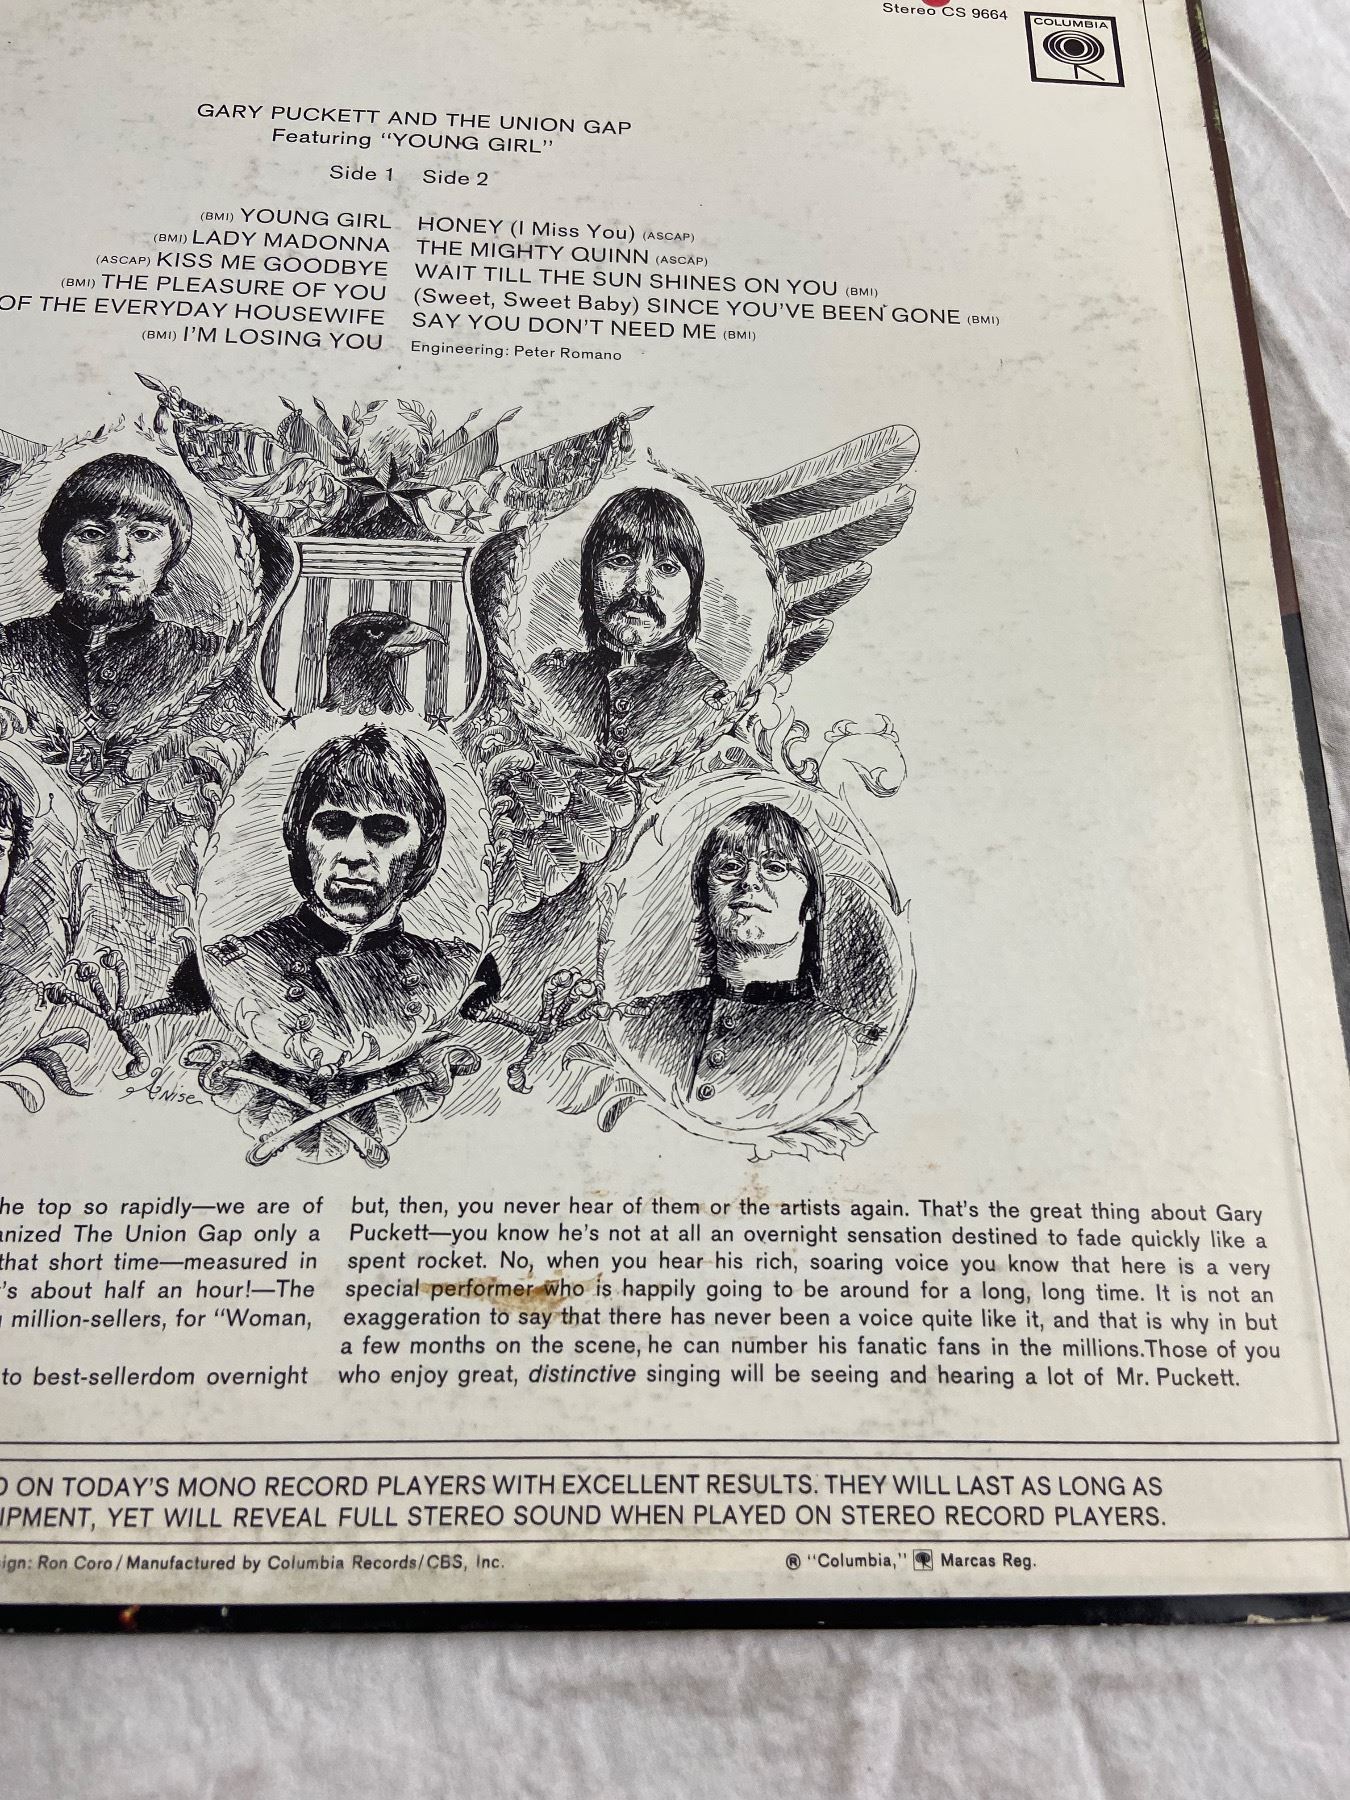 Stereo CS 9664
COLUMBIA
GARY PUCKETT AND THE UNION GAP
Featuring “YOUNG GIRL”
Side 1 Side 2
(BMI) YOUNG GIRL
(BMI) LADY MADONNA
(ASCAP) KISS ME GOODBYE
(BMI) THE PLEASURE OF YOU
OF THE EVERYDAY HOUSEWIFE
(BMI) I'M LOSING YOU
HONEY (I Miss You) (ASCAP)
THE MIGHTY QUINN (ASCAP)
WAIT TILL THE SUN SHINES ON YOU (BMI)
(Sweet, Sweet Baby) SINCE YOU'VE BEEN GONE (BMI)
SAY YOU DON'T NEED ME (BMI)
Engineering: Peter Romano
he top so rapidly—we are of
anized The Union Gap only a
that short time—measured in
's about half an hour!—The
million-sellers, for “Woman,
to best-sellerdom overnight
but, then, you never hear of them or the artists again. That's the great thing about Gary
Puckett—you know he's not at all an overnight sensation destined to fade quickly like a
spent rocket. No, when you hear his rich, soaring voice you know that here is a very
special performer who is happily going to be around for a long, long time. It is not an
exaggeration to say that there has never been a voice quite like it, and that is why in but
a few months on the scene, he can number his fanatic fans in the millions.Those of you
who enjoy great, distinctive singing will be seeing and hearing a lot of Mr. Puckett.
D ON TODAY'S MONO RECORD PLAYERS WITH EXCELLENT RESULTS. THEY WILL LAST AS LONG AS
IPMENT, YET WILL REVEAL FULL STEREO SOUND WHEN PLAYED ON STEREO RECORD PLAYERS.
ign: Ron Coro / Manufactured by Columbia Records/CBS, Inc.
® “Columbia,” Marcas Reg.